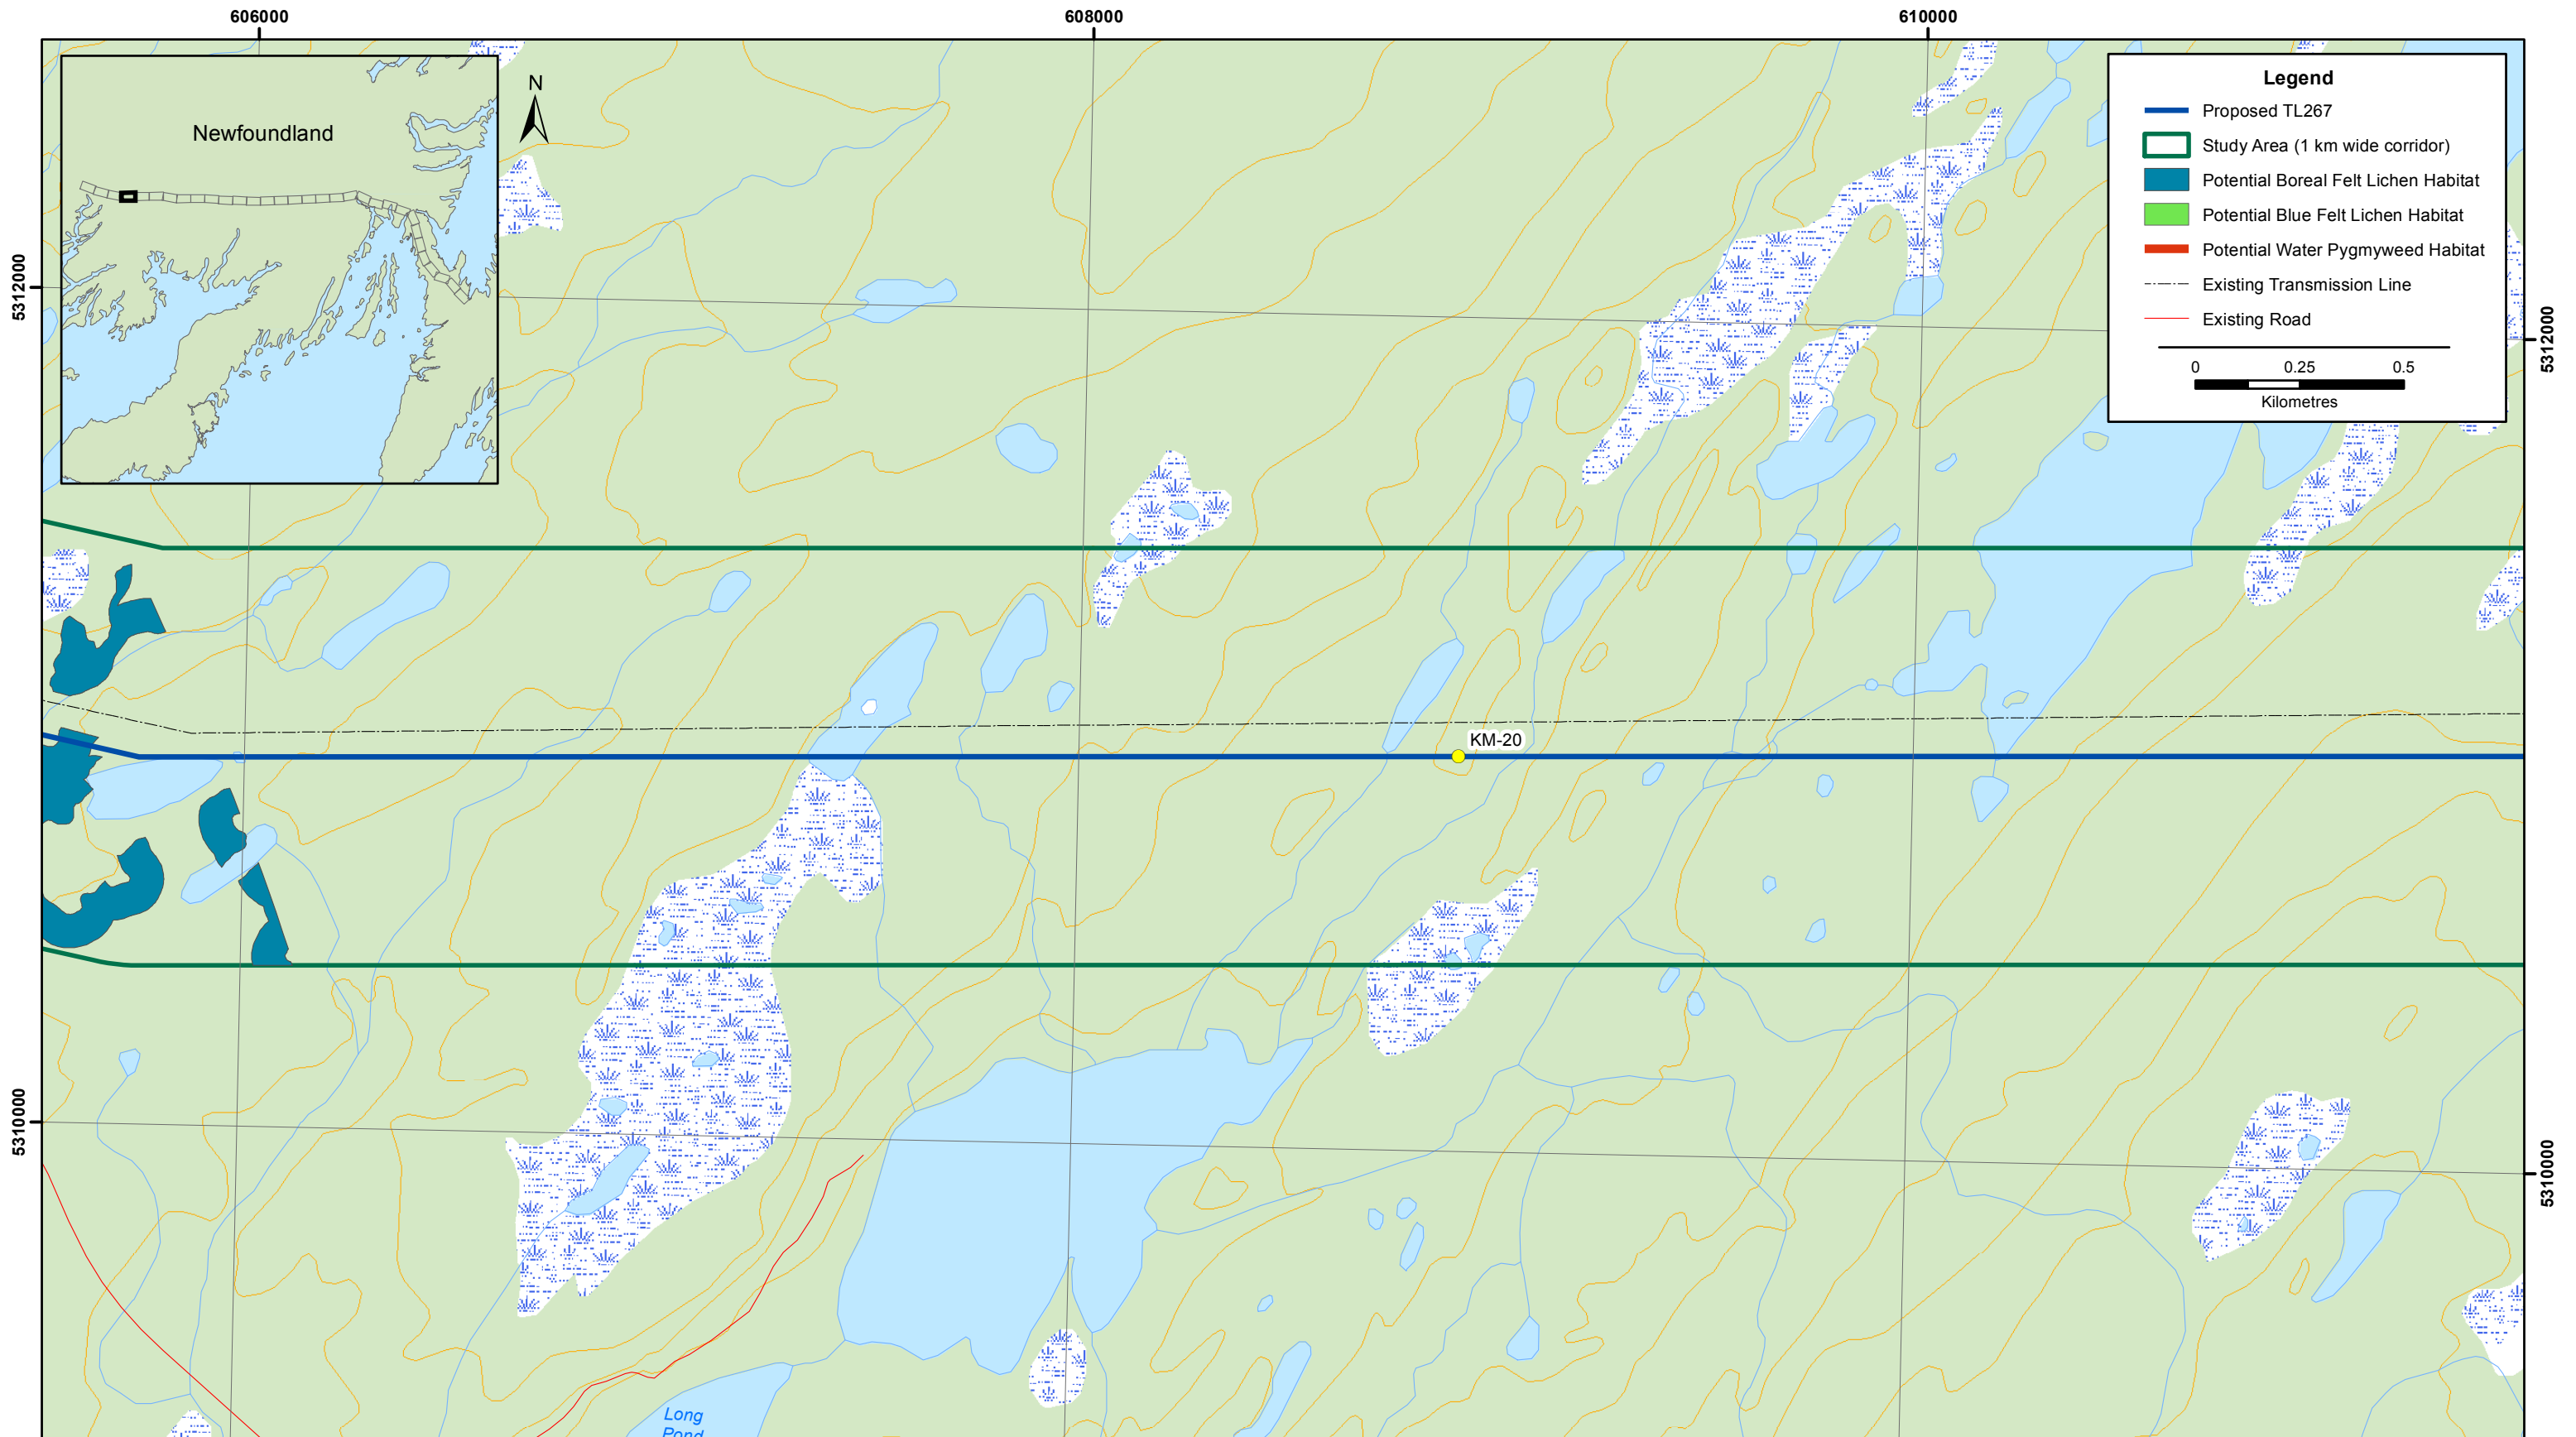 606000
608000
610000
Newfoundland
N
Legend
Proposed TL267
Study Area (1 km wide corridor)
Potential Boreal Felt Lichen Habitat
Potential Blue Felt Lichen Habitat
Potential Water Pygmyweed Habitat
Existing Transmission Line
Existing Road
0 0.25 0.5
Kilometres
5312000
5312000
KM-20
5310000
5310000
Long
Pond